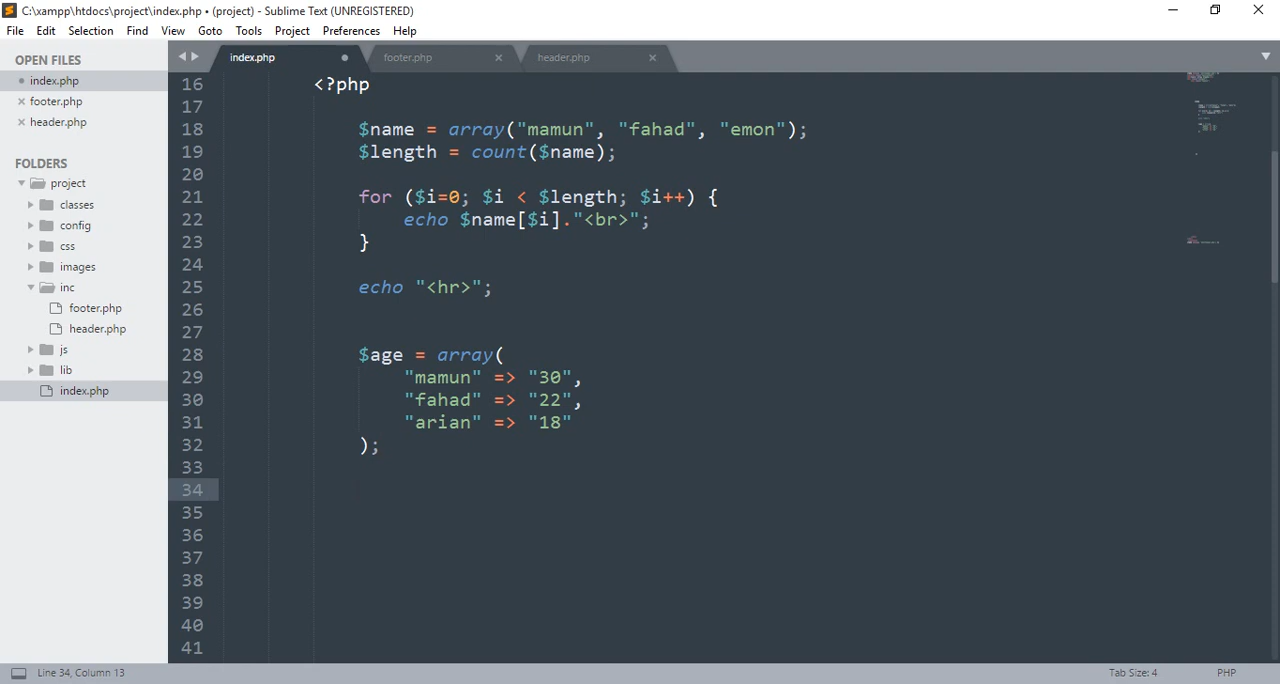 C:\xampp\htdocs\project\index.php • (project) - Sublime Text (UNREGISTERED)
File Edit Selection Find View Goto Tools Project Preferences Help
OPEN FILES
index.php
footer.php
header.php
FOLDERS
project
classes
config
css
images
inc
footer.php
header.php
js
lib
index.php
index.php footer.php header.php
16 <?php
17
18 $name = array("mamun", "fahad", "emon");
19 $length = count($name);
20
21 for ($i=0; $i < $length; $i++) {
22 echo $name[$i]."<br>";
23 }
24
25 echo "<hr>";
26
27
28 $age = array(
29 "mamun" => "30",
30 "fahad" => "22",
31 "arian" => "18"
32 );
33
34
35
36
37
38
39
40
41
Line 34, Column 13 Tab Size: 4 PHP